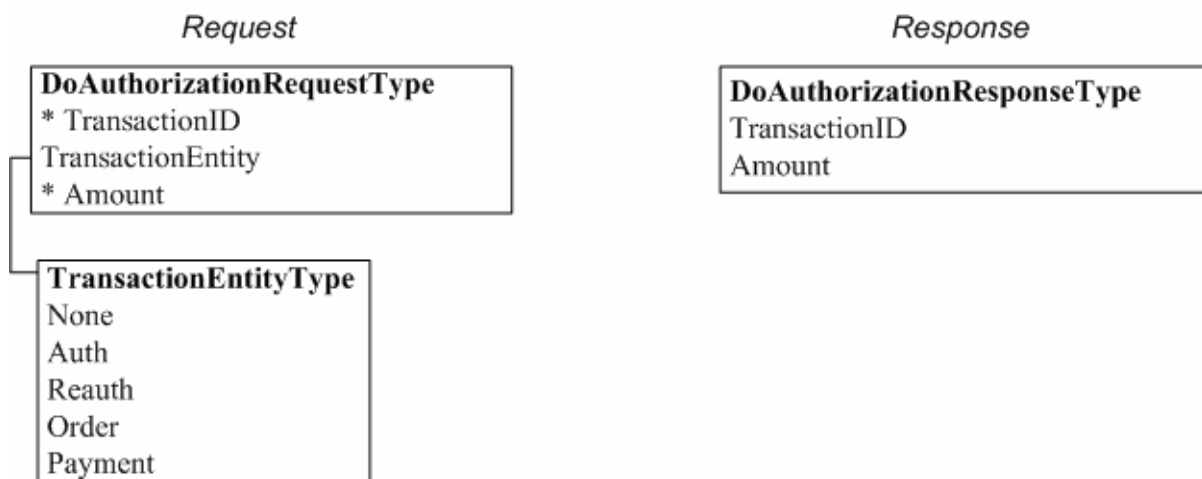 Request
DoAuthorizationRequestType
* TransactionID
TransactionEntity
* Amount
TransactionEntityType
None
Auth
Reauth
Order
Payment
Response
DoAuthorizationResponseType
TransactionID
Amount